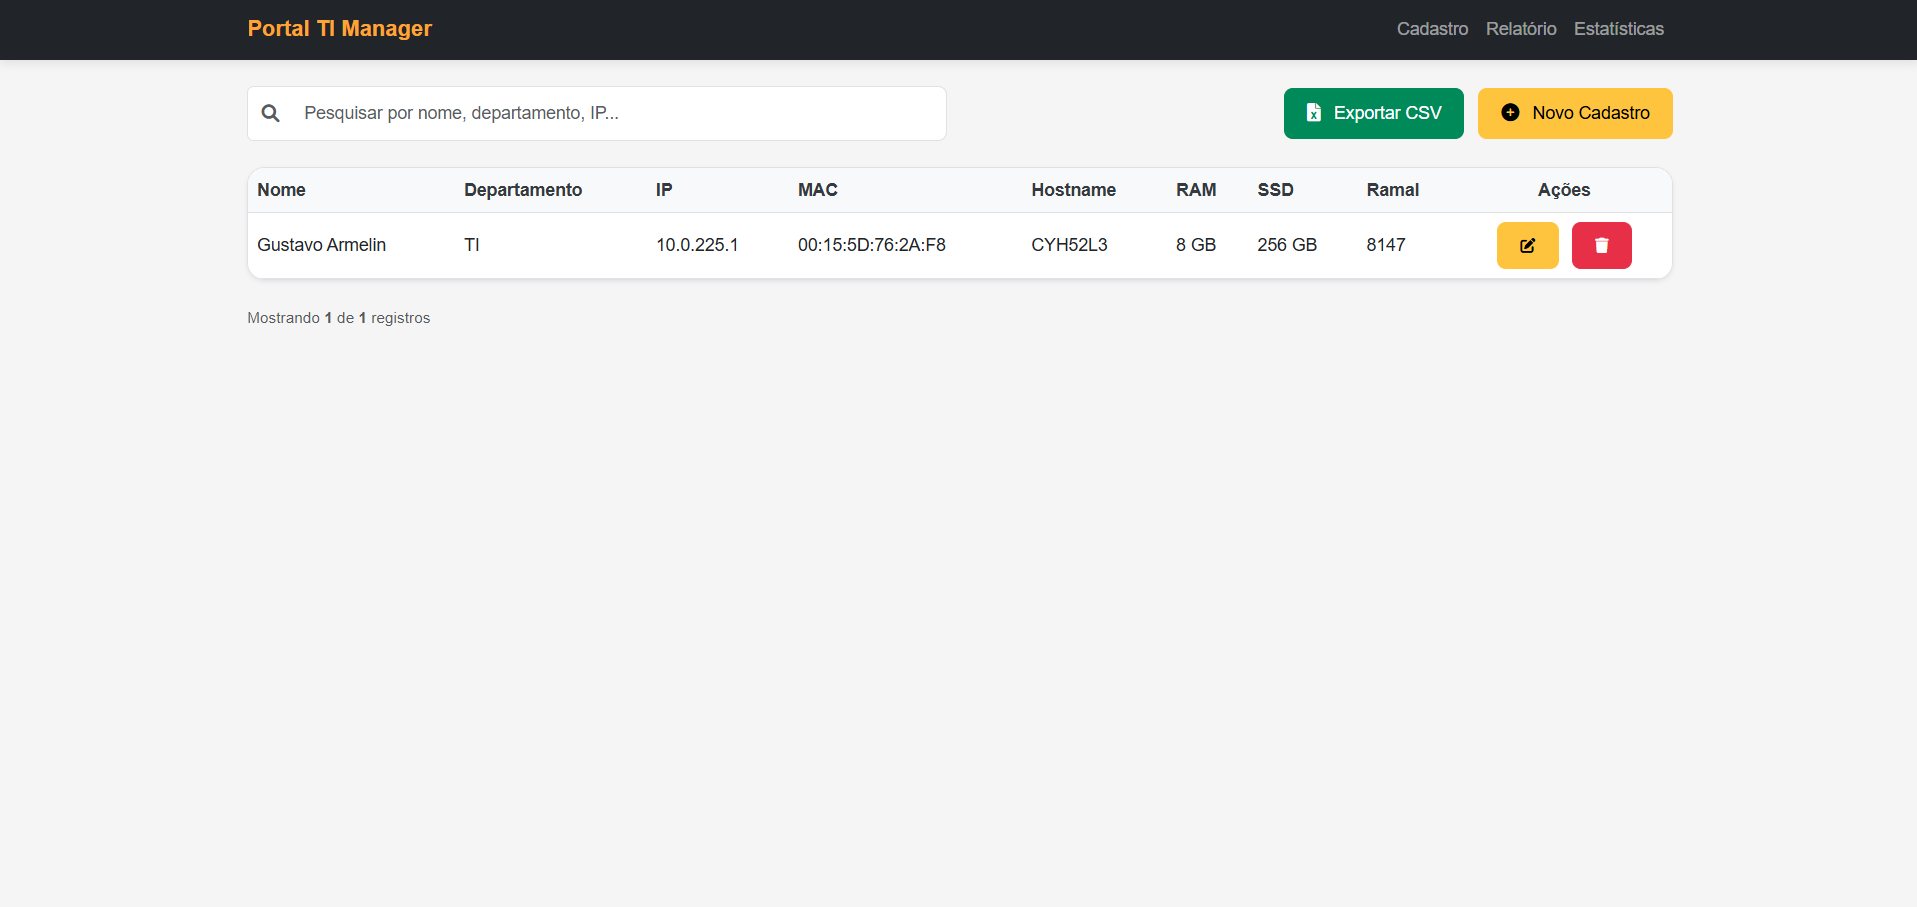 Portal TI Manager
Cadastro Relatório Estatísticas
Pesquisar por nome, departamento, IP...
Exportar CSV
Novo Cadastro
Nome Departamento IP MAC Hostname RAM SSD Ramal Ações
Gustavo Armelin TI 10.0.225.1 00:15:5D:76:2A:F8 CYH52L3 8 GB 256 GB 8147
Mostrando 1 de 1 registros